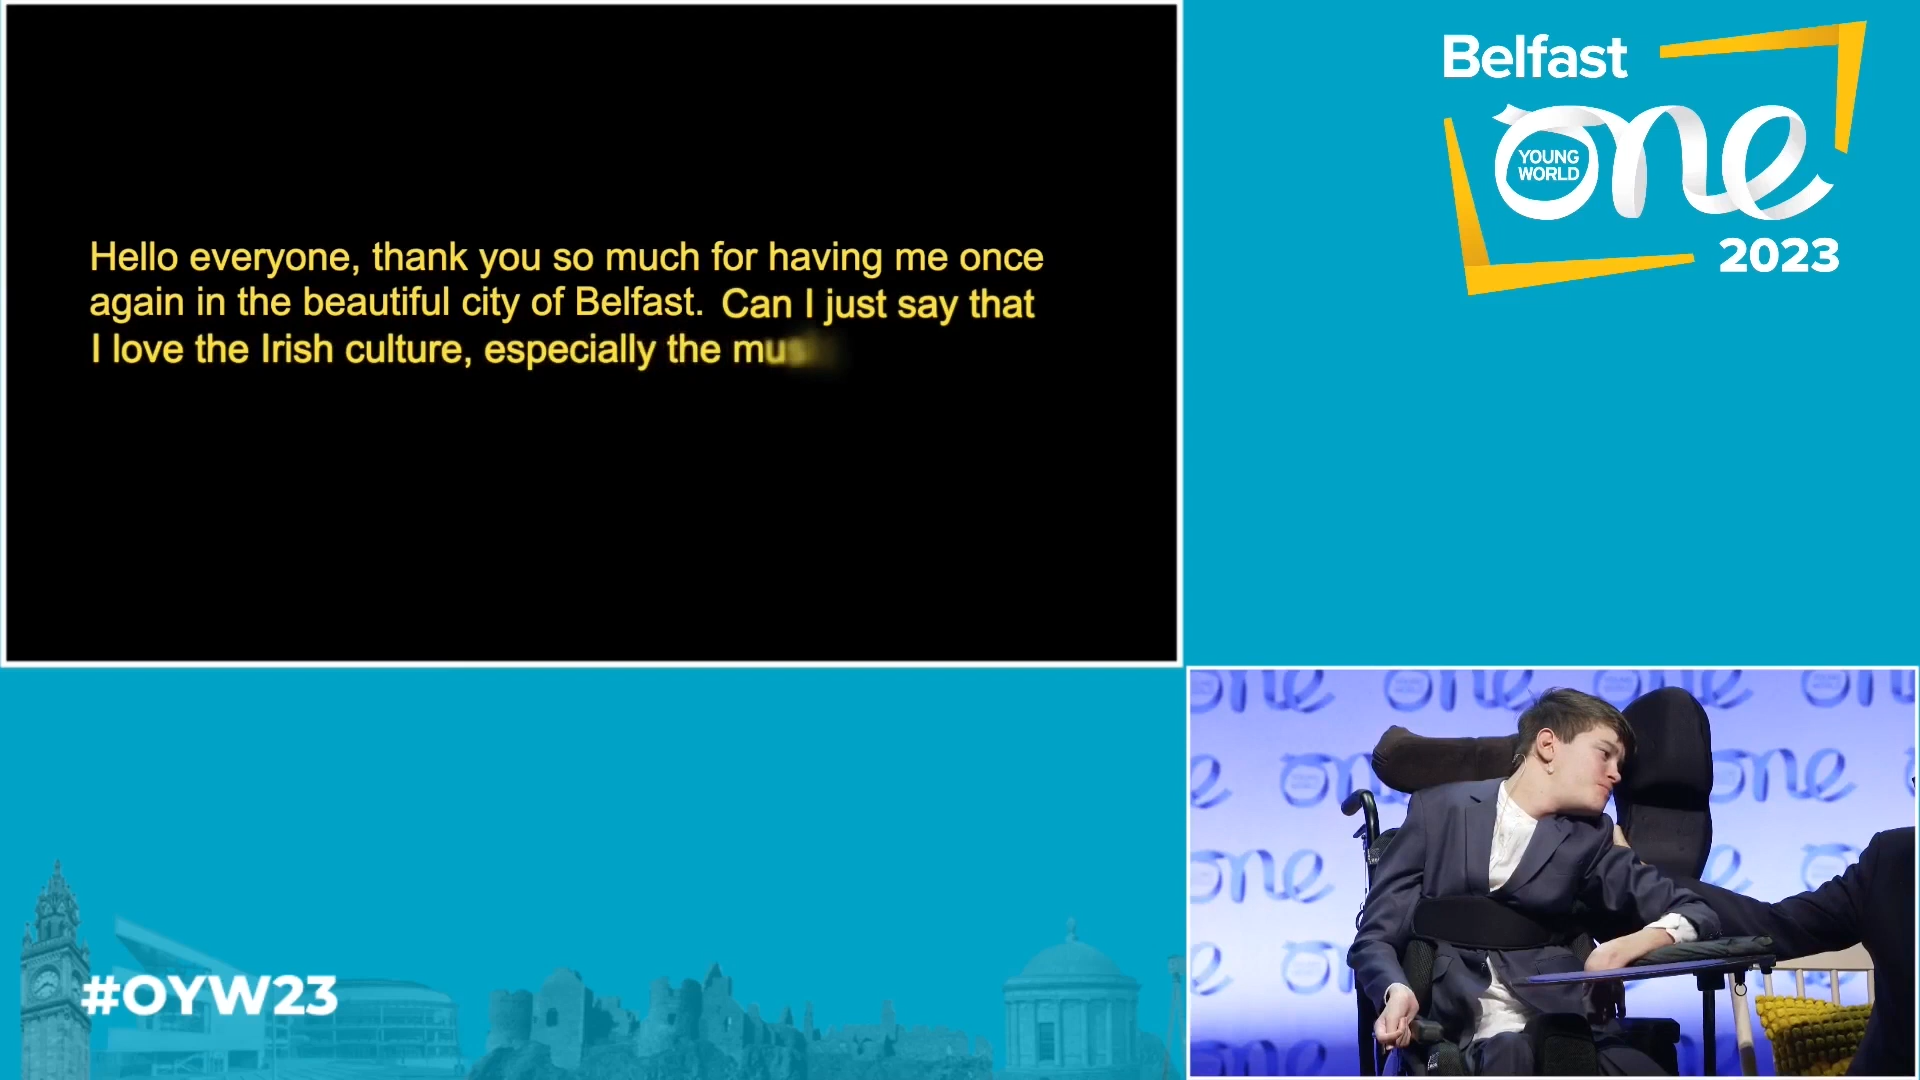 Hello everyone, thank you so much for having me once
again in the beautiful city of Belfast. Can I just say that
I love the Irish culture, especially the
Belfast
one
YOUNG
WORLD
2023
#OYW23